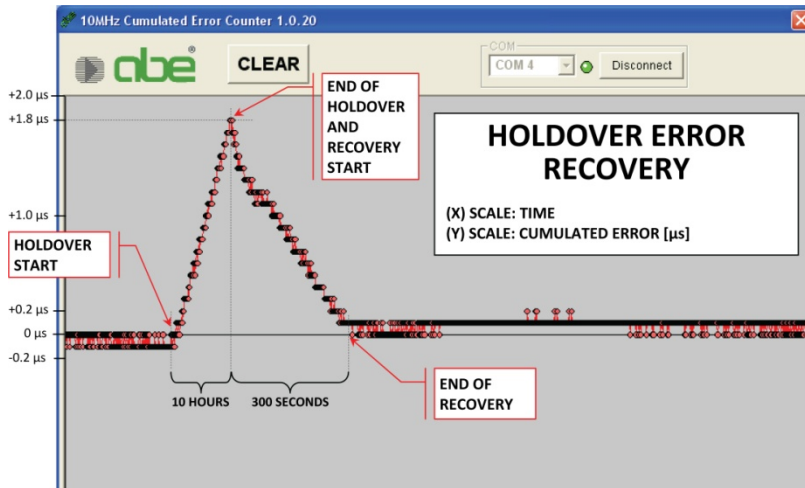 10MHz Cumulated Error Counter 1.0.20
abe®
CLEAR
COM
COM 4
Disconnect
+2.0 µs
+1.8 µs
+1.0 µs
+0.2 µs
0 µs
-0.2 µs
HOLDOVER
START
END OF
HOLDOVER
AND
RECOVERY
START
HOLDOVER ERROR
RECOVERY
(X) SCALE: TIME
(Y) SCALE: CUMULATED ERROR [µs]
10 HOURS
300 SECONDS
END OF
RECOVERY